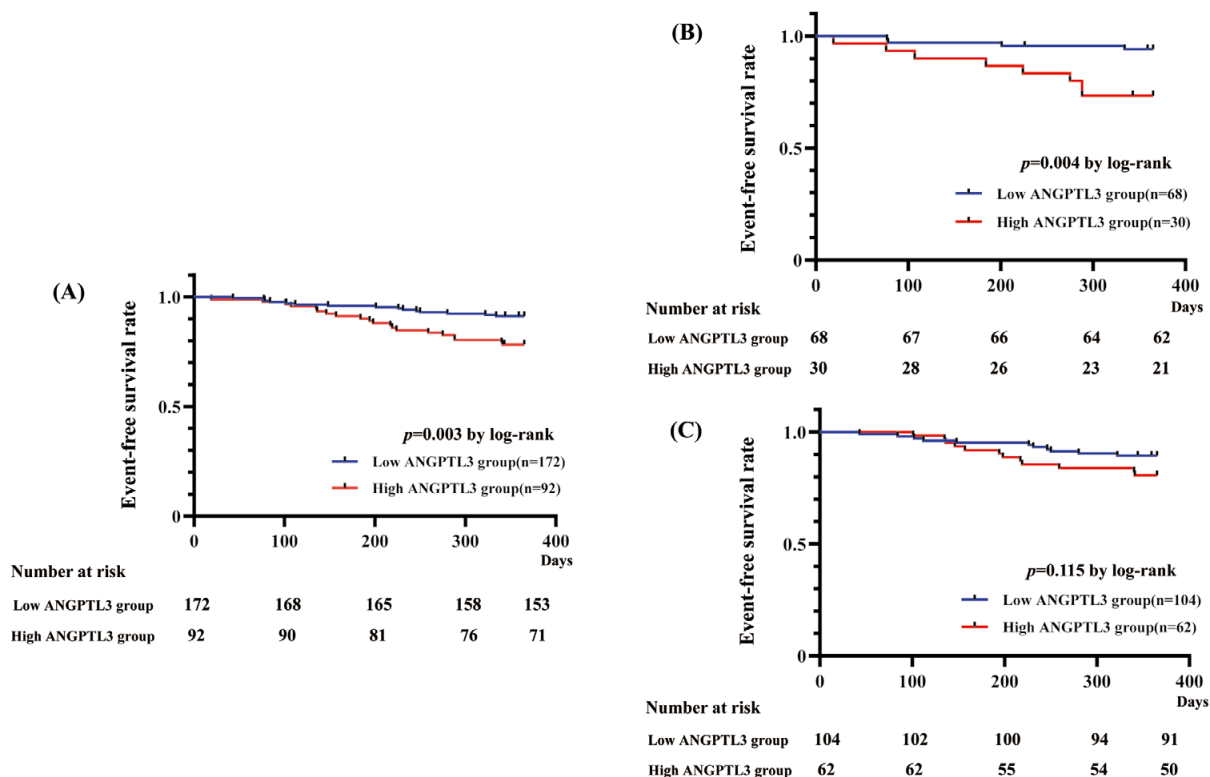 (A)
Event-free survival rate
1.0
0.5
0
0 100 200 300 400
Days
p=0.003 by log-rank
Low ANGPTL3 group(n=172)
High ANGPTL3 group(n=92)
Number at risk
Low ANGPTL3 group 172 168 165 158 153
High ANGPTL3 group 92 90 81 76 71
(B)
Event-free survival rate
1.0
0.5
0
0 100 200 300 400
Days
p=0.004 by log-rank
Low ANGPTL3 group(n=68)
High ANGPTL3 group(n=30)
Number at risk
Low ANGPTL3 group 68 67 66 64 62
High ANGPTL3 group 30 28 26 23 21
(C)
Event-free survival rate
1.0
0.5
0
0 100 200 300 400
Days
p=0.115 by log-rank
Low ANGPTL3 group(n=104)
High ANGPTL3 group(n=62)
Number at risk
Low ANGPTL3 group 104 102 100 94 91
High ANGPTL3 group 62 62 55 54 50